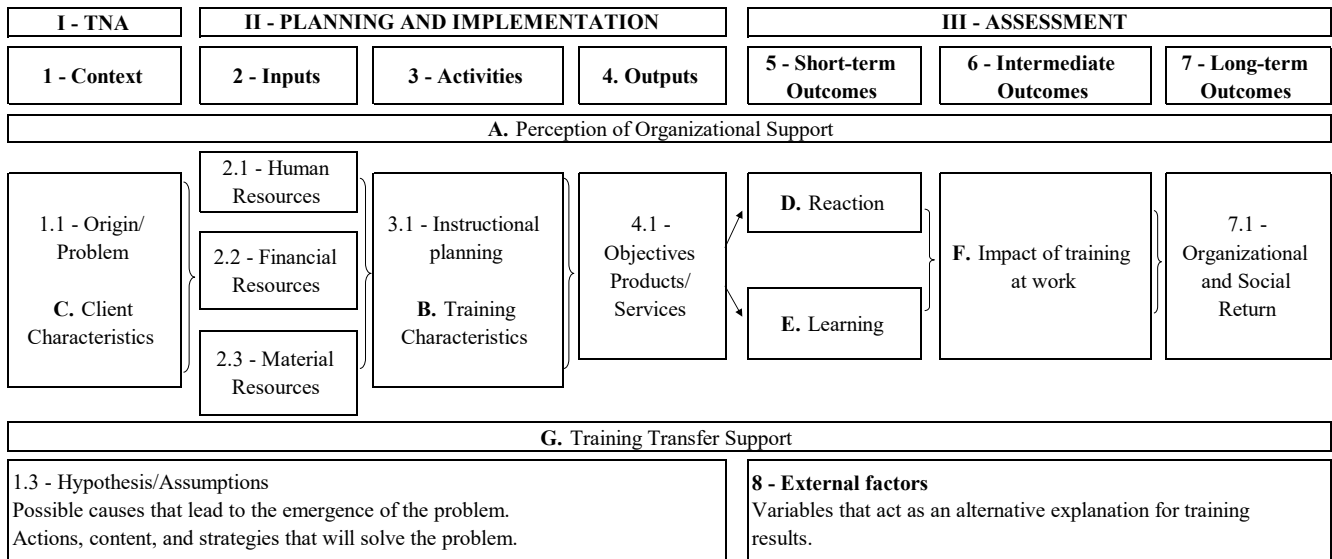 I - TNA
II - PLANNING AND IMPLEMENTATION
III - ASSESSMENT
1 - Context
2 - Inputs
3 - Activities
4. Outputs
5 - Short-term
Outcomes
6 - Intermediate
Outcomes
7 - Long-term
Outcomes
A. Perception of Organizational Support
1.1 - Origin/
Problem
C. Client
Characteristics
2.1 - Human
Resources
2.2 - Financial
Resources
2.3 - Material
Resources
3.1 - Instructional
planning
B. Training
Characteristics
4.1 -
Objectives
Products/
Services
D. Reaction
E. Learning
F. Impact of training
at work
7.1 -
Organizational
and Social
Return
G. Training Transfer Support
1.3 - Hypothesis/Assumptions
Possible causes that lead to the emergence of the problem.
Actions, content, and strategies that will solve the problem.
8 - External factors
Variables that act as an alternative explanation for training
results.